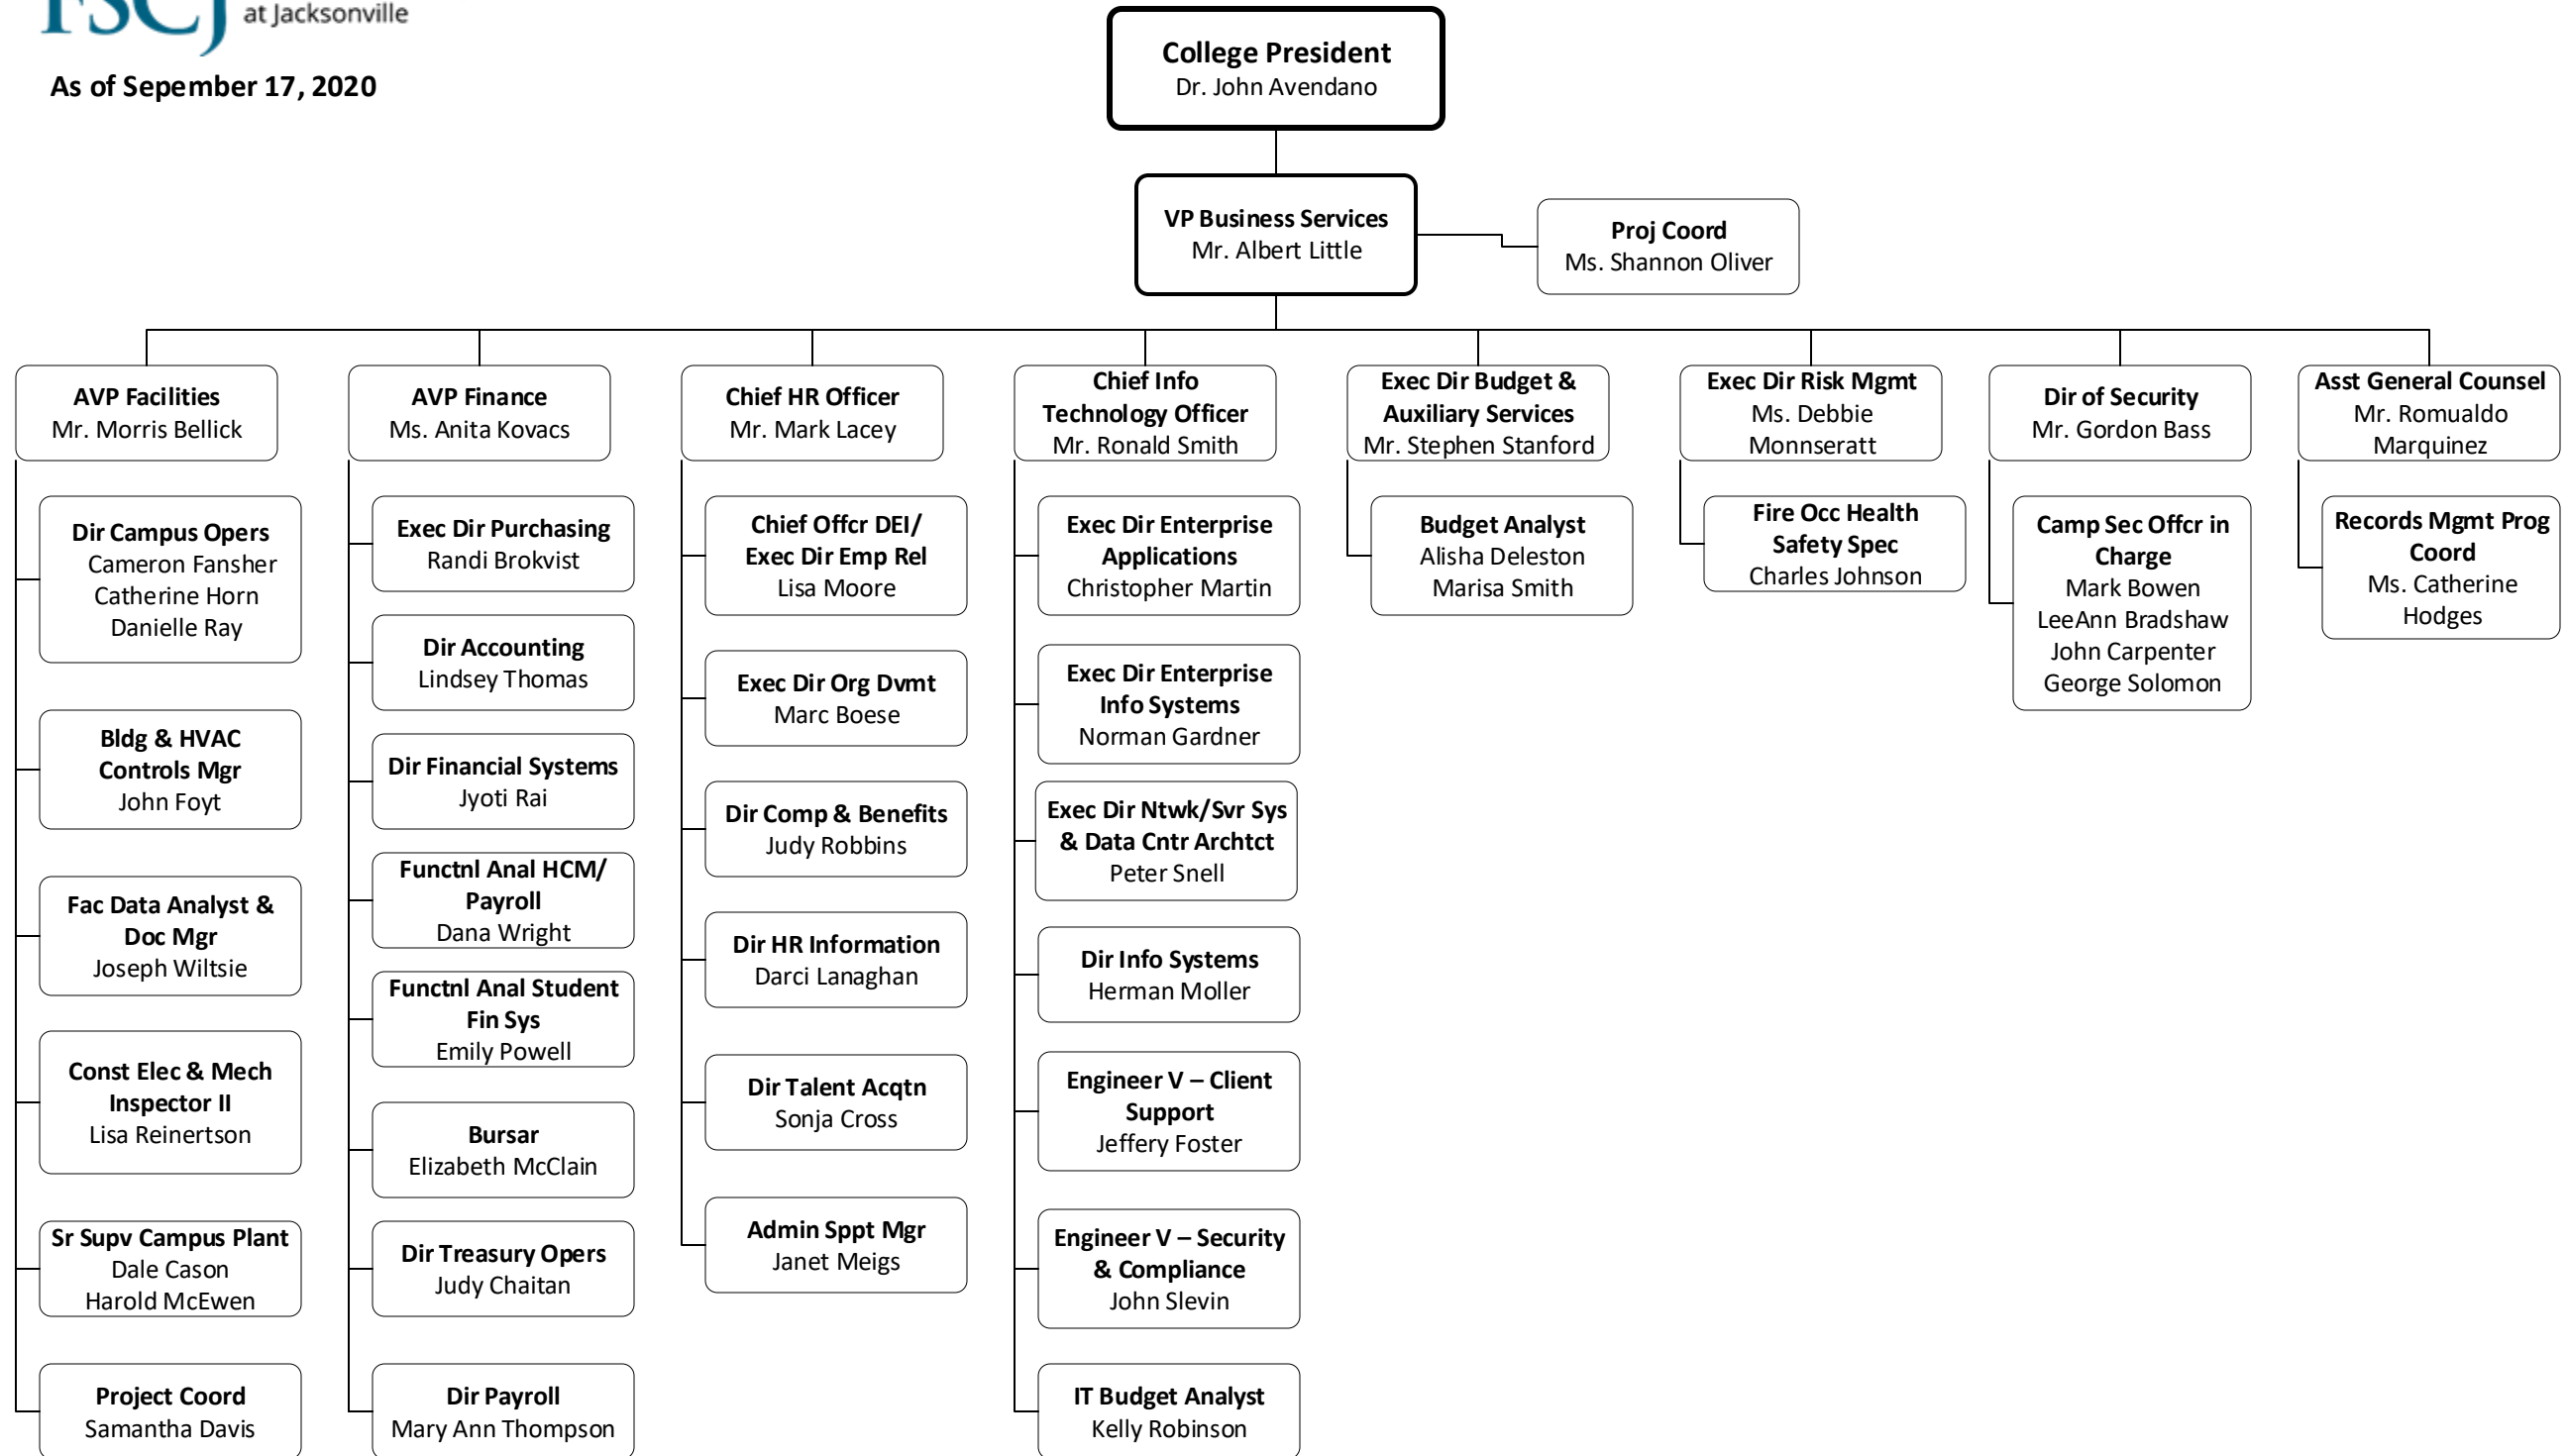 FSCJ
at Jacksonville
As of Sepember 17, 2020
College President
Dr. John Avendano
VP Business Services
Mr. Albert Little
Proj Coord
Ms. Shannon Oliver
AVP Facilities
Mr. Morris Bellick
Dir Campus Opers
Cameron Fansher
Catherine Horn
Danielle Ray
Bldg & HVAC
Controls Mgr
John Foyt
Fac Data Analyst &
Doc Mgr
Joseph Wiltsie
Const Elec & Mech
Inspector II
Lisa Reinertson
Sr Supv Campus Plant
Dale Cason
Harold McEwen
Project Coord
Samantha Davis
AVP Finance
Ms. Anita Kovacs
Exec Dir Purchasing
Randi Brokvist
Dir Accounting
Lindsey Thomas
Dir Financial Systems
Jyoti Rai
Functnl Anal HCM/
Payroll
Dana Wright
Functnl Anal Student
Fin Sys
Emily Powell
Bursar
Elizabeth McClain
Dir Treasury Opers
Judy Chaitan
Dir Payroll
Mary Ann Thompson
Chief HR Officer
Mr. Mark Lacey
Chief Offcr DEI/
Exec Dir Emp Rel
Lisa Moore
Exec Dir Org Dvmt
Marc Boese
Dir Comp & Benefits
Judy Robbins
Dir HR Information
Darci Lanaghan
Dir Talent Acqtn
Sonja Cross
Admin Sppt Mgr
Janet Meigs
Chief Info
Technology Officer
Mr. Ronald Smith
Exec Dir Enterprise
Applications
Christopher Martin
Exec Dir Enterprise
Info Systems
Norman Gardner
Exec Dir Ntwk/Svr Sys
& Data Cntr Archtct
Peter Snell
Dir Info Systems
Herman Moller
Engineer V – Client
Support
Jeffery Foster
Engineer V – Security
& Compliance
John Slevin
IT Budget Analyst
Kelly Robinson
Exec Dir Budget &
Auxiliary Services
Mr. Stephen Stanford
Budget Analyst
Alisha Deleston
Marisa Smith
Exec Dir Risk Mgmt
Ms. Debbie
Monnseratt
Fire Occ Health
Safety Spec
Charles Johnson
Dir of Security
Mr. Gordon Bass
Camp Sec Offcr in
Charge
Mark Bowen
LeeAnn Bradshaw
John Carpenter
George Solomon
Asst General Counsel
Mr. Romualdo
Marquinez
Records Mgmt Prog
Coord
Ms. Catherine
Hodges